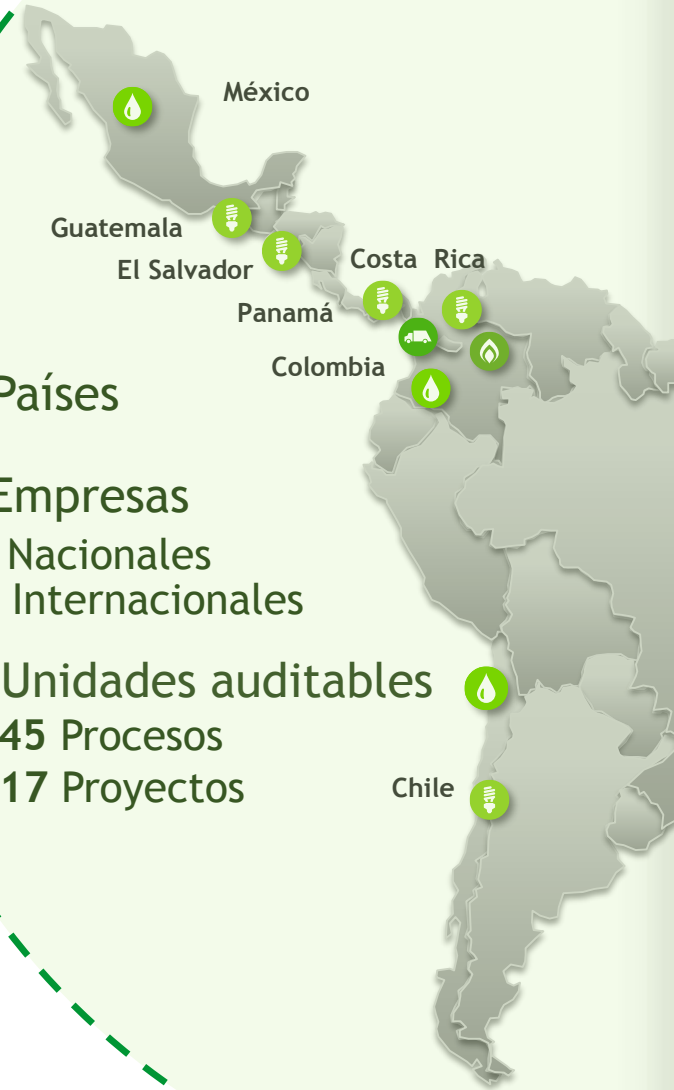 México
Guatemala
El Salvador
Costa Rica
Panamá
Colombia
Países
Empresas
Nacionales
Internacionales
Unidades auditables
45 Procesos
17 Proyectos
Chile